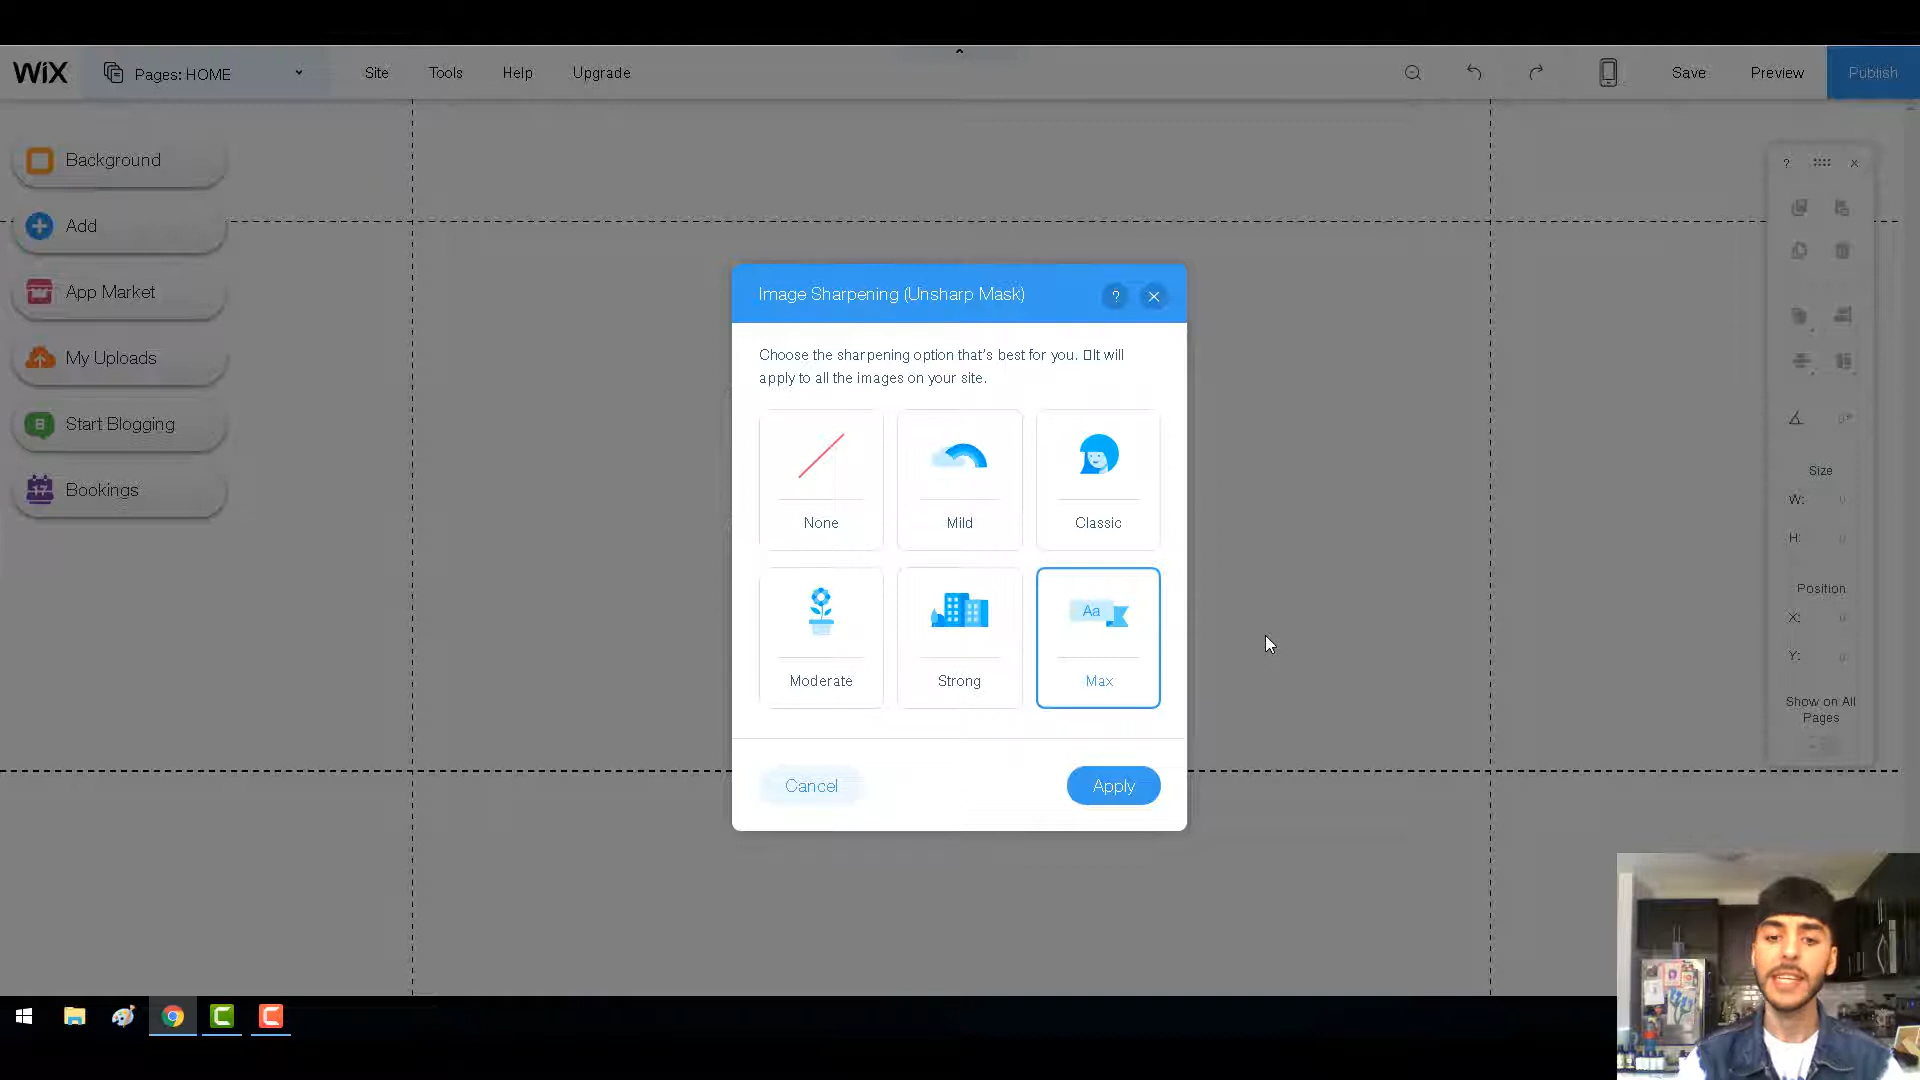 WiX
Pages: HOME
Site
Tools
Help
Upgrade
Save
Preview
Publish
Background
Add
App Market
My Uploads
Start Blogging
Bookings
Image Sharpening (Unsharp Mask)
?
Choose the sharpening option that's best for you. It will
apply to all the images on your site.
None
Mild
Classic
Moderate
Strong
Aa
Max
Cancel
Apply
?
Size
W:
H:
Position
X:
Y:
Show on All
Pages